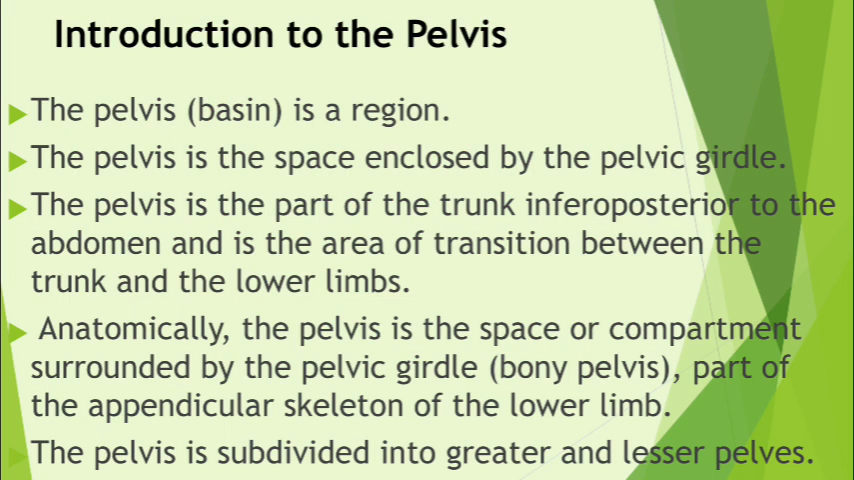 Introduction to the Pelvis
The pelvis (basin) is a region.
The pelvis is the space enclosed by the pelvic girdle.
The pelvis is the part of the trunk inferoposterior to the
abdomen and is the area of transition between the
trunk and the lower limbs.
Anatomically, the pelvis is the space or compartment
surrounded by the pelvic girdle (bony pelvis), part of
the appendicular skeleton of the lower limb.
The pelvis is subdivided into greater and lesser pelves.